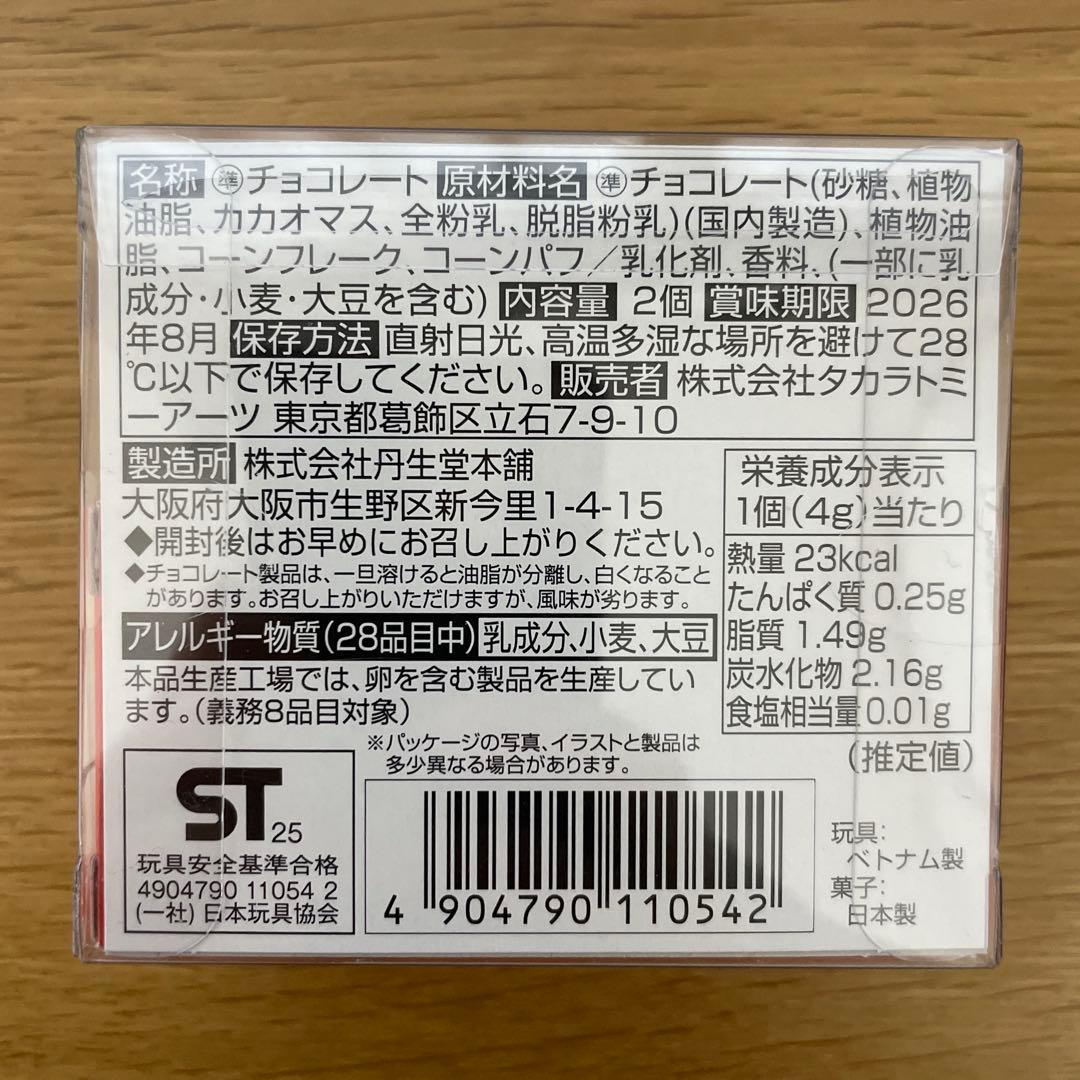 名称 ㊜チョコレート 原材料名 ㊜チョコレート(砂糖、植物
油脂、カカオマス、全粉乳、脱脂粉乳)(国内製造)、植物油
脂、コーンフレーク、コーンパフ/乳化剤、香料、(一部に乳
成分・小麦・大豆を含む) 内容量 2個 賞味期限 2026
年8月 保存方法 直射日光、高温多湿な場所を避けて28
℃以下で保存してください。 販売者 株式会社タカラトミ
ーアーツ 東京都葛飾区立石7-9-10
製造所 株式会社丹生堂本舗
大阪府大阪市生野区新今里1-4-15
◆開封後はお早めにお召し上がりください。
◆チョコレート製品は、一旦溶けると油脂が分離し、白くなること
があります。お召し上がりいただけますが、風味が劣ります。
アレルギー物質(28品目中) 乳成分、小麦、大豆
本品生産工場では、卵を含む製品を生産してい
ます。(義務8品目対象)
栄養成分表示
1個(4g)当たり
熱量 23kcal
たんぱく質 0.25g
脂質 1.49g
炭水化物 2.16g
食塩相当量 0.01g
(推定値)
※パッケージの写真、イラストと製品は
多少異なる場合があります。
ST 25
玩具安全基準合格
4904790 11054 2
(一社) 日本玩具協会
4 904790 110542
玩具:
ベトナム製
菓子:
日本製